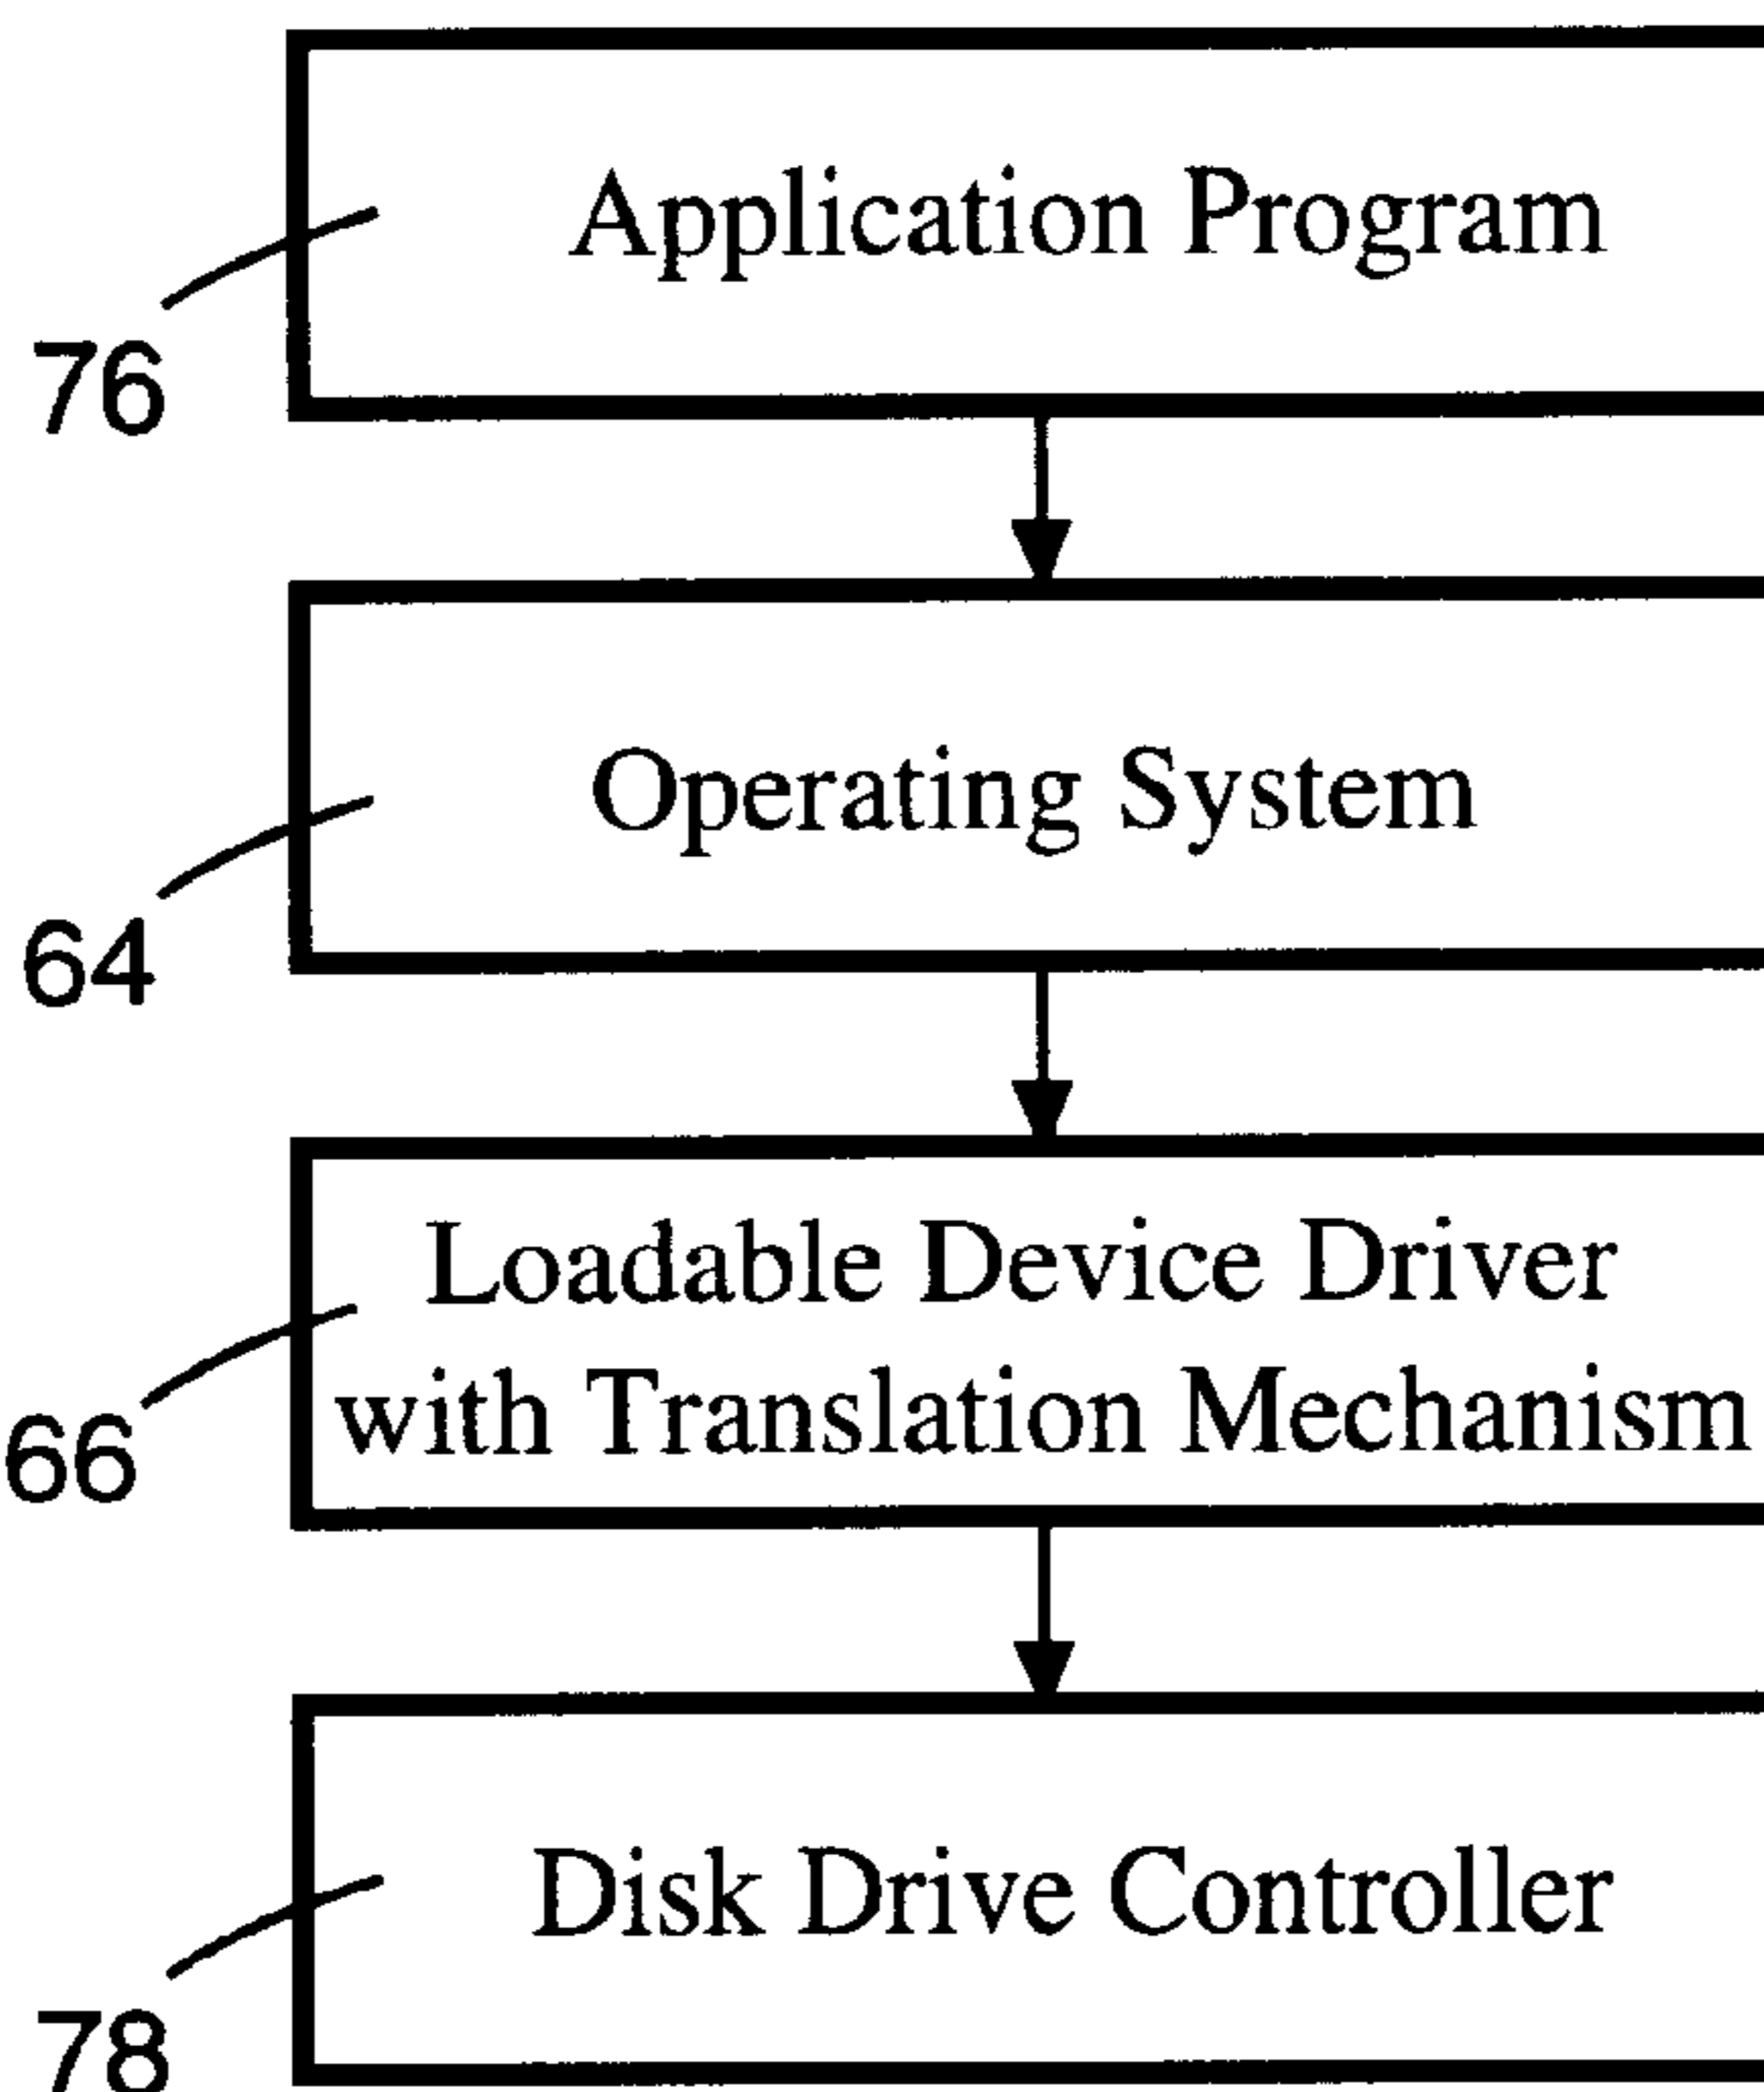 Application Program
76
Operating System
64
Loadable Device Driver
with Translation Mechanism
66
Disk Drive Controller
78